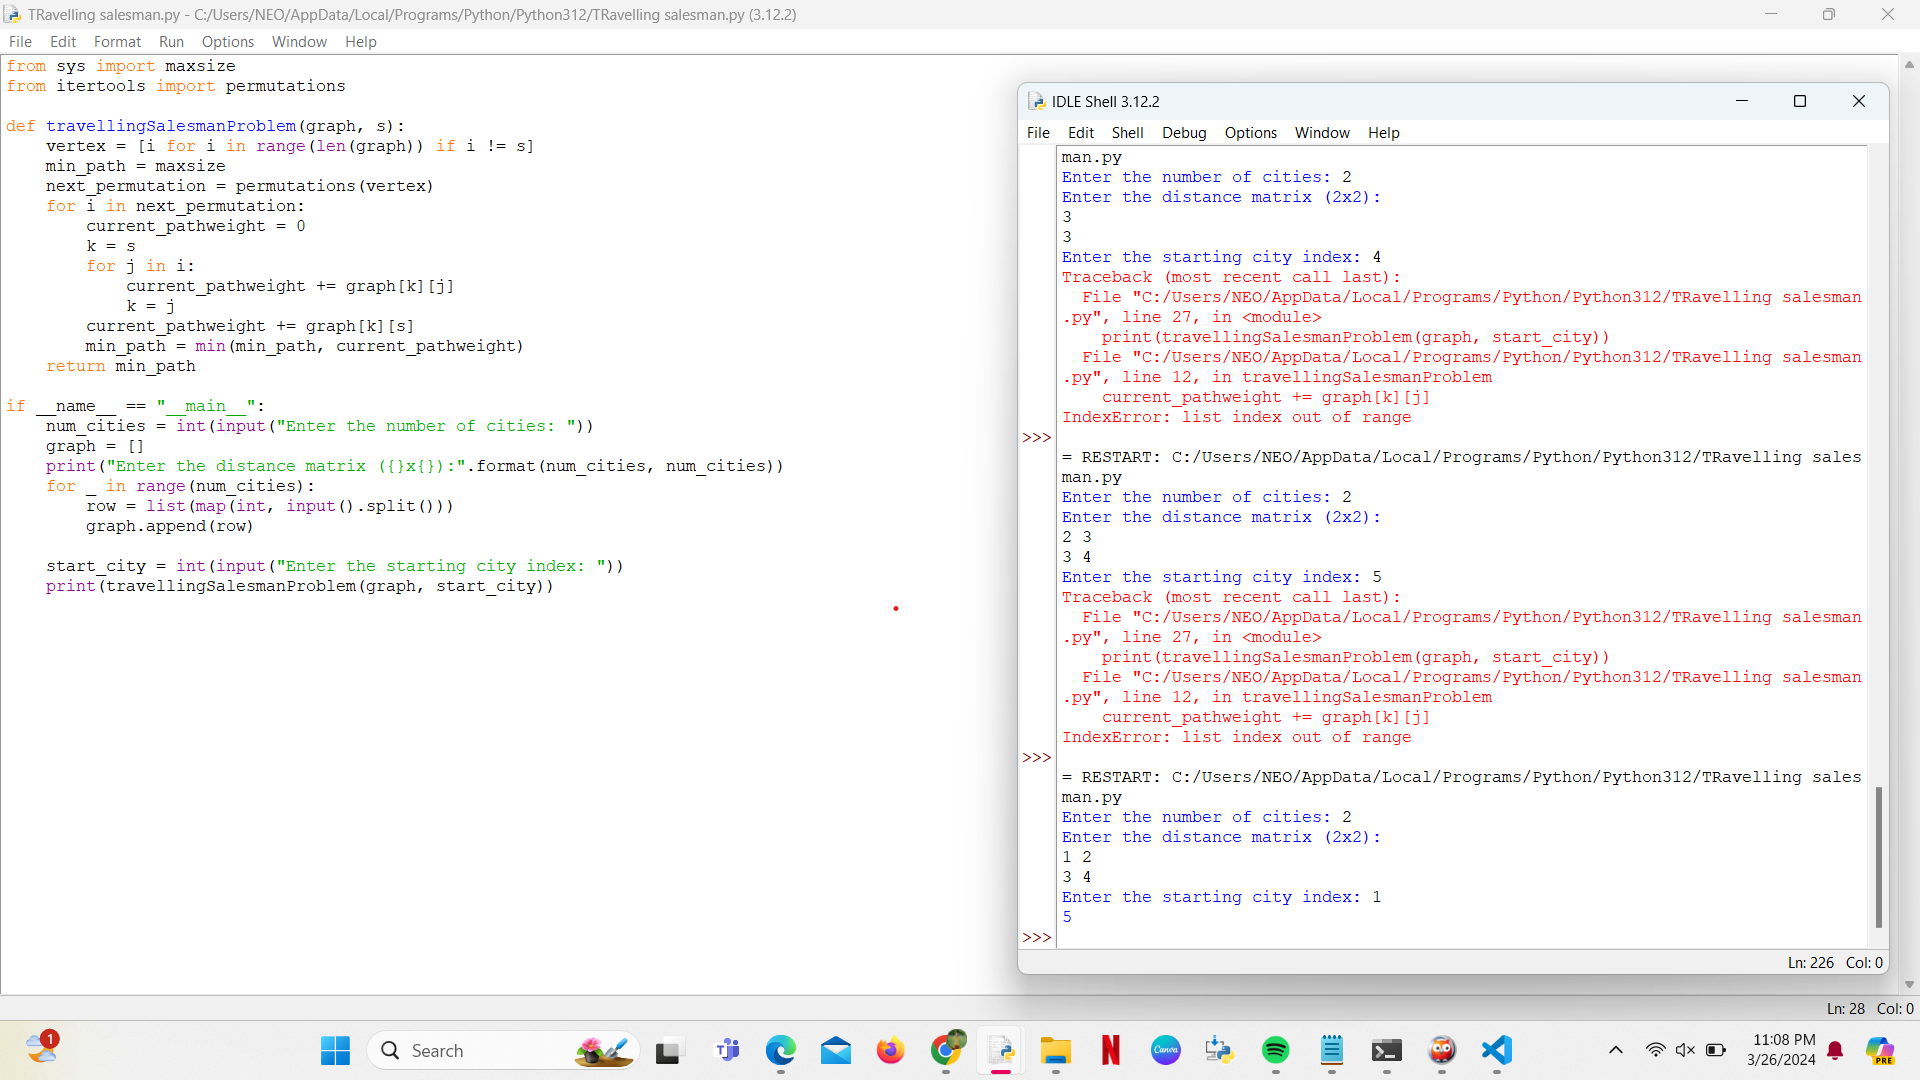 TRavelling salesman.py - C:/Users/NEO/AppData/Local/Programs/Python/Python312/TRavelling salesman.py (3.12.2)
File Edit Format Run Options Window Help
from sys import maxsize
from itertools import permutations
def travellingSalesmanProblem(graph, s):
    vertex = [i for i in range(len(graph)) if i != s]
    min_path = maxsize
    next_permutation = permutations(vertex)
    for i in next_permutation:
        current_pathweight = 0
        k = s
        for j in i:
            current_pathweight += graph[k][j]
            k = j
        current_pathweight += graph[k][s]
        min_path = min(min_path, current_pathweight)
    return min_path
if __name__ == "__main__":
    num_cities = int(input("Enter the number of cities: "))
    graph = []
    print("Enter the distance matrix ({}x{}):".format(num_cities, num_cities))
    for _ in range(num_cities):
        row = list(map(int, input().split()))
        graph.append(row)
    start_city = int(input("Enter the starting city index: "))
    print(travellingSalesmanProblem(graph, start_city))
IDLE Shell 3.12.2
File Edit Shell Debug Options Window Help
man.py
Enter the number of cities: 2
Enter the distance matrix (2x2):
3
3
Enter the starting city index: 4
Traceback (most recent call last):
  File "C:/Users/NEO/AppData/Local/Programs/Python/Python312/TRavelling salesman
.py", line 27, in <module>
    print(travellingSalesmanProblem(graph, start_city))
  File "C:/Users/NEO/AppData/Local/Programs/Python/Python312/TRavelling salesman
.py", line 12, in travellingSalesmanProblem
    current_pathweight += graph[k][j]
IndexError: list index out of range
>>>
= RESTART: C:/Users/NEO/AppData/Local/Programs/Python/Python312/TRavelling sales
man.py
Enter the number of cities: 2
Enter the distance matrix (2x2):
2 3
3 4
Enter the starting city index: 5
Traceback (most recent call last):
  File "C:/Users/NEO/AppData/Local/Programs/Python/Python312/TRavelling salesman
.py", line 27, in <module>
    print(travellingSalesmanProblem(graph, start_city))
  File "C:/Users/NEO/AppData/Local/Programs/Python/Python312/TRavelling salesman
.py", line 12, in travellingSalesmanProblem
    current_pathweight += graph[k][j]
IndexError: list index out of range
>>>
= RESTART: C:/Users/NEO/AppData/Local/Programs/Python/Python312/TRavelling sales
man.py
Enter the number of cities: 2
Enter the distance matrix (2x2):
1 2
3 4
Enter the starting city index: 1
5
>>>
Ln: 226 Col: 0
Ln: 28 Col: 0
1
Search
Canva
N
PRE
11:08 PM
3/26/2024